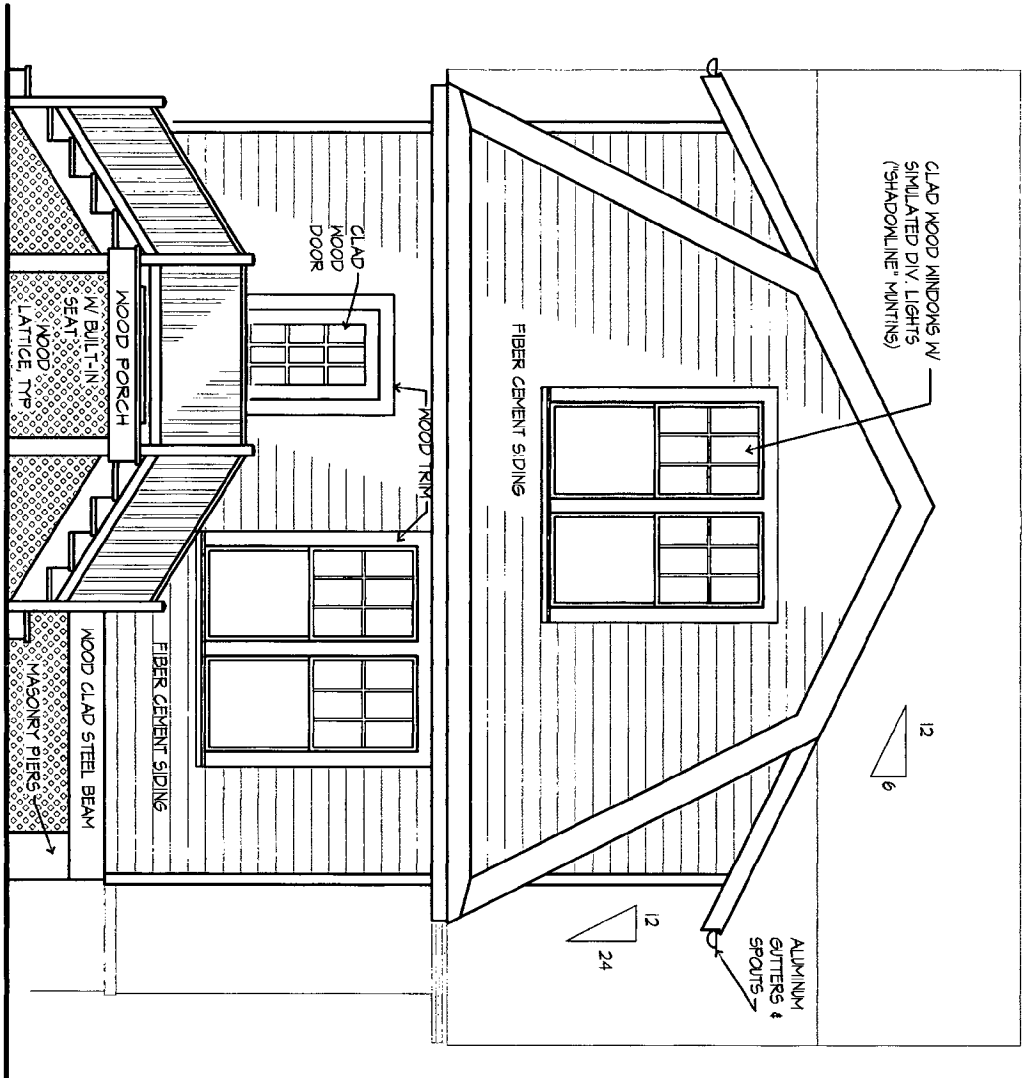 CLAD WOOD WINDOWS W/
SIMULATED DIV. LIGHTS
("SHADOWLINE" MUNTINS)
12
6
FIBER CEMENT SIDING
12
24
ALUMINUM
GUTTERS &
SPOUTS
CLAD
WOOD
DOOR
WOOD TRIM
WOOD PORCH
W/ BUILT-IN
SEAT
WOOD
LATTICE, TYP
FIBER CEMENT SIDING
WOOD CLAD STEEL BEAM
MASONRY PIERS